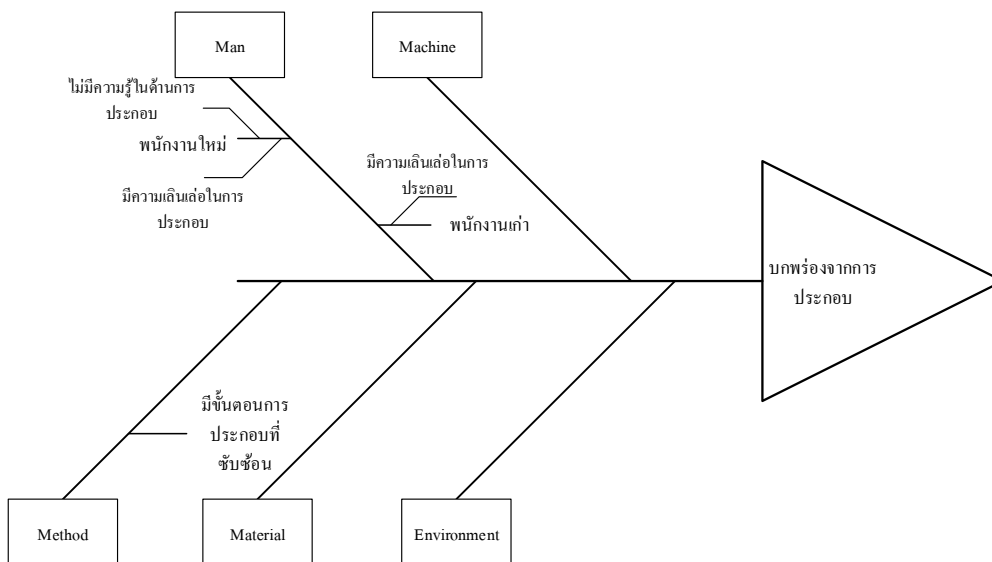 Man
Machine
ไม่มีความรู้ในด้านการ
ประกอบ
พนักงานใหม่
มีความเลินเล่อในการ
ประกอบ
มีความเลินเล่อในการ
ประกอบ
พนักงานเก่า
บกพร่องจากการ
ประกอบ
มีขั้นตอนการ
ประกอบที่
ซับซ้อน
Method
Material
Environment